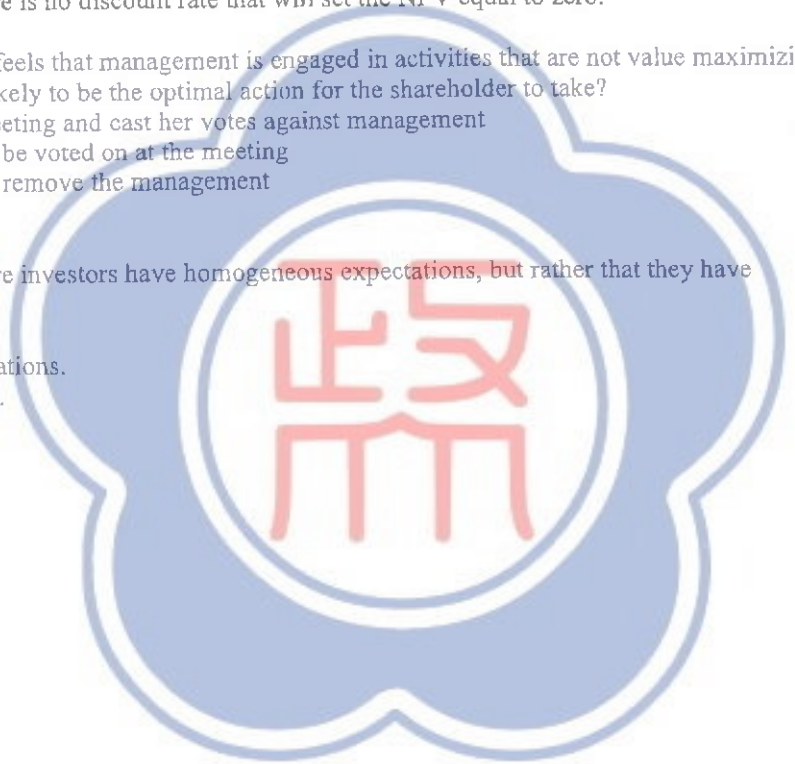 e is no discount rate that will set the NPV equal to zero.
feels that management is engaged in activities that are not value maximizi
kely to be the optimal action for the shareholder to take?
eting and cast her votes against management
be voted on at the meeting
remove the management
re investors have homogeneous expectations, but rather that they have
ations.
政大